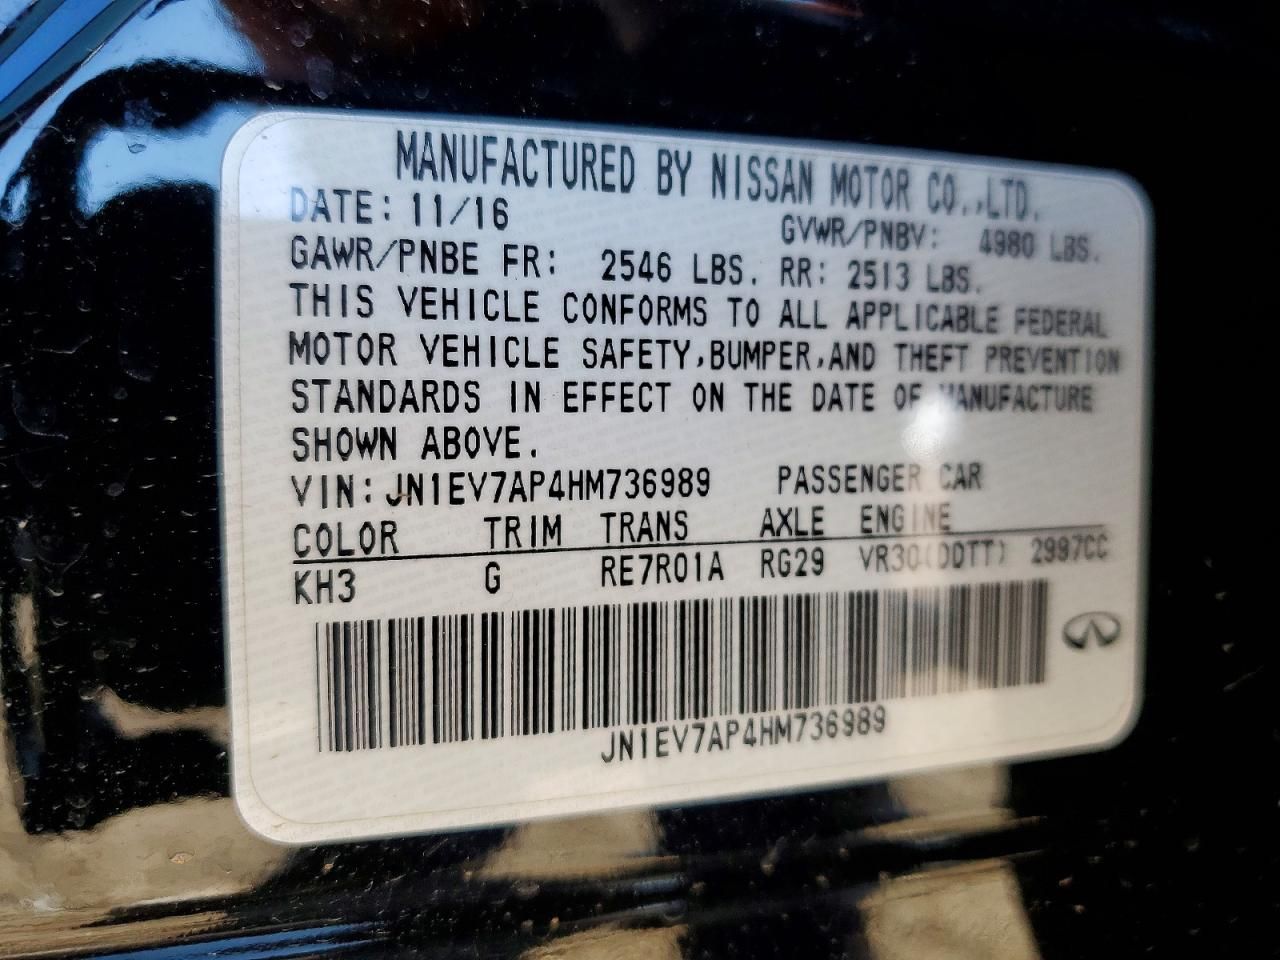 MANUFACTURED BY NISSAN MOTOR CO.,LTD.
DATE: 11/16 GVWR/PNBV: 4980 LBS.
GAWR/PNBE FR: 2546 LBS. RR: 2513 LBS.
THIS VEHICLE CONFORMS TO ALL APPLICABLE FEDERAL
MOTOR VEHICLE SAFETY,BUMPER,AND THEFT PREVENTION
STANDARDS IN EFFECT ON THE DATE OF MANUFACTURE
SHOWN ABOVE.
VIN: JN1EV7AP4HM736989 PASSENGER CAR
COLOR TRIM TRANS AXLE ENGINE
KH3 G RE7R01A RG29 VR30(DDTT) 2997CC
JN1EV7AP4HM736989